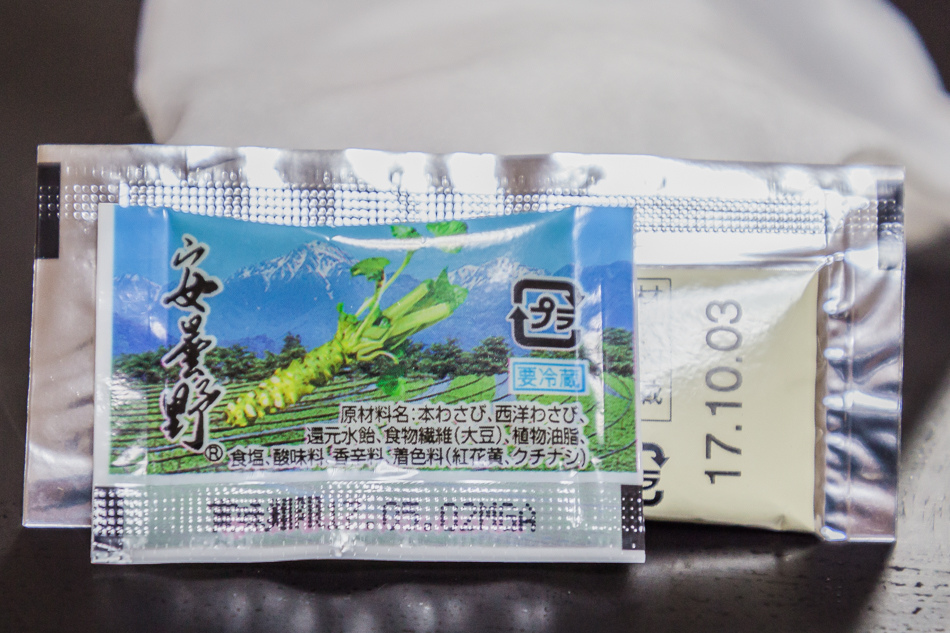 安曇野
®
プラ
要冷蔵
原材料名:本わさび、西洋わさび、
還元水飴、食物繊維(大豆)、植物油脂、
食塩、酸味料、香辛料、着色料(紅花黄、クチナシ)
17.10.03